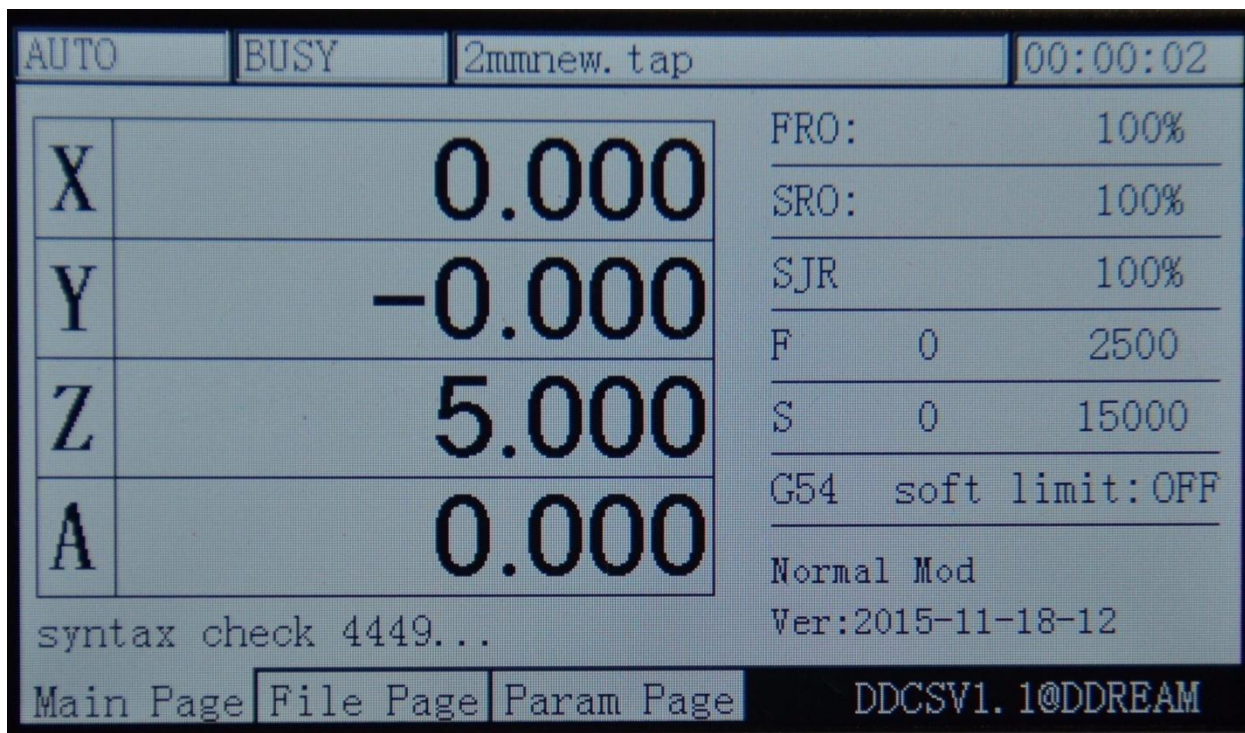 AUTO BUSY 2mmnew.tap 00:00:02
X 0.000
Y -0.000
Z 5.000
A 0.000
FRO: 100%
SRO: 100%
SJR 100%
F 0 2500
S 0 15000
G54 soft limit:OFF
Normal Mod
Ver:2015-11-18-12
syntax check 4449...
Main Page File Page Param Page DDCSV1.1@DDREAM